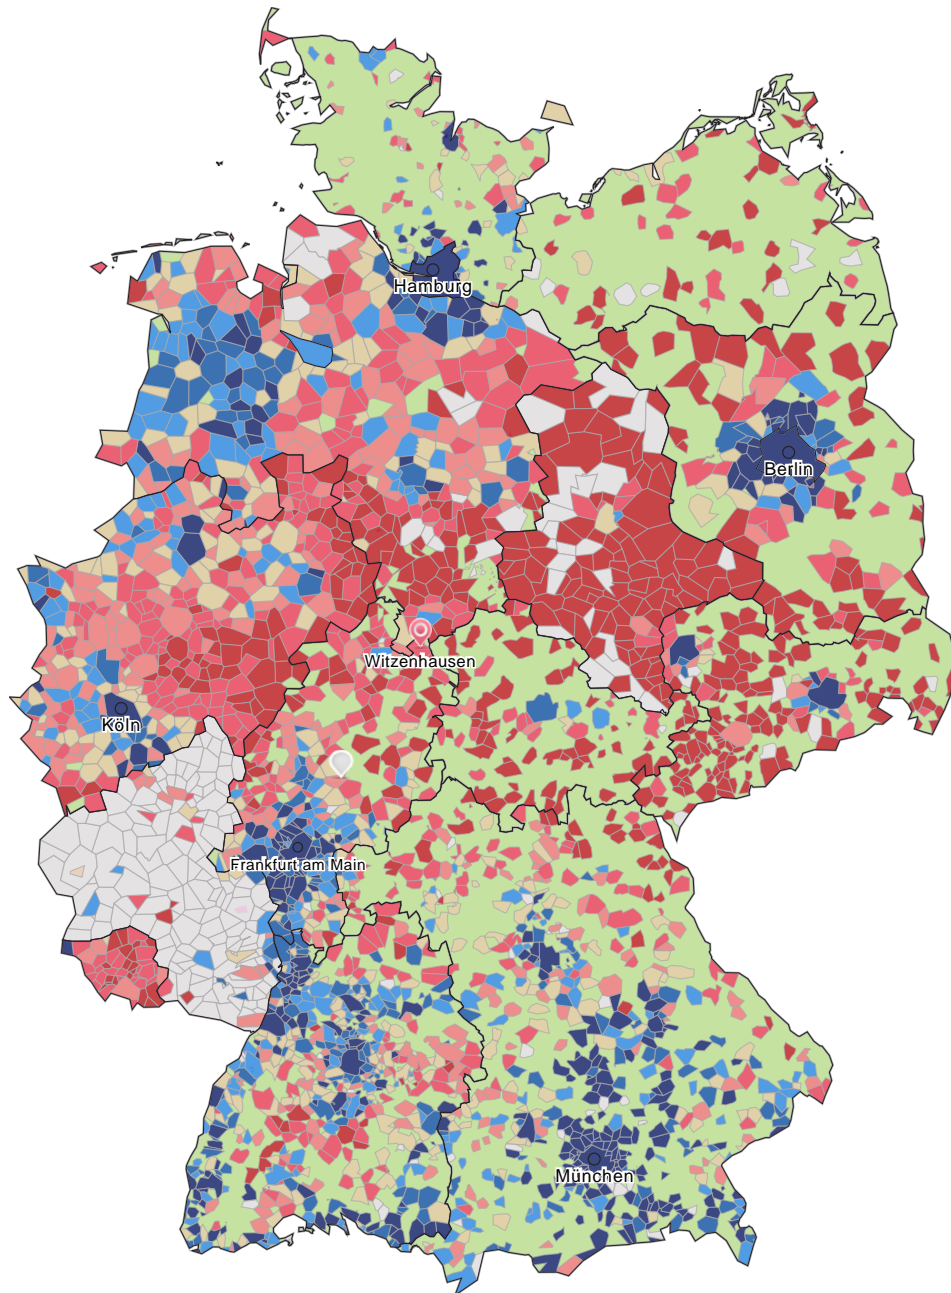 Hamburg
Berlin
Witzenhausen
Köln
Frankfurt am Main
München